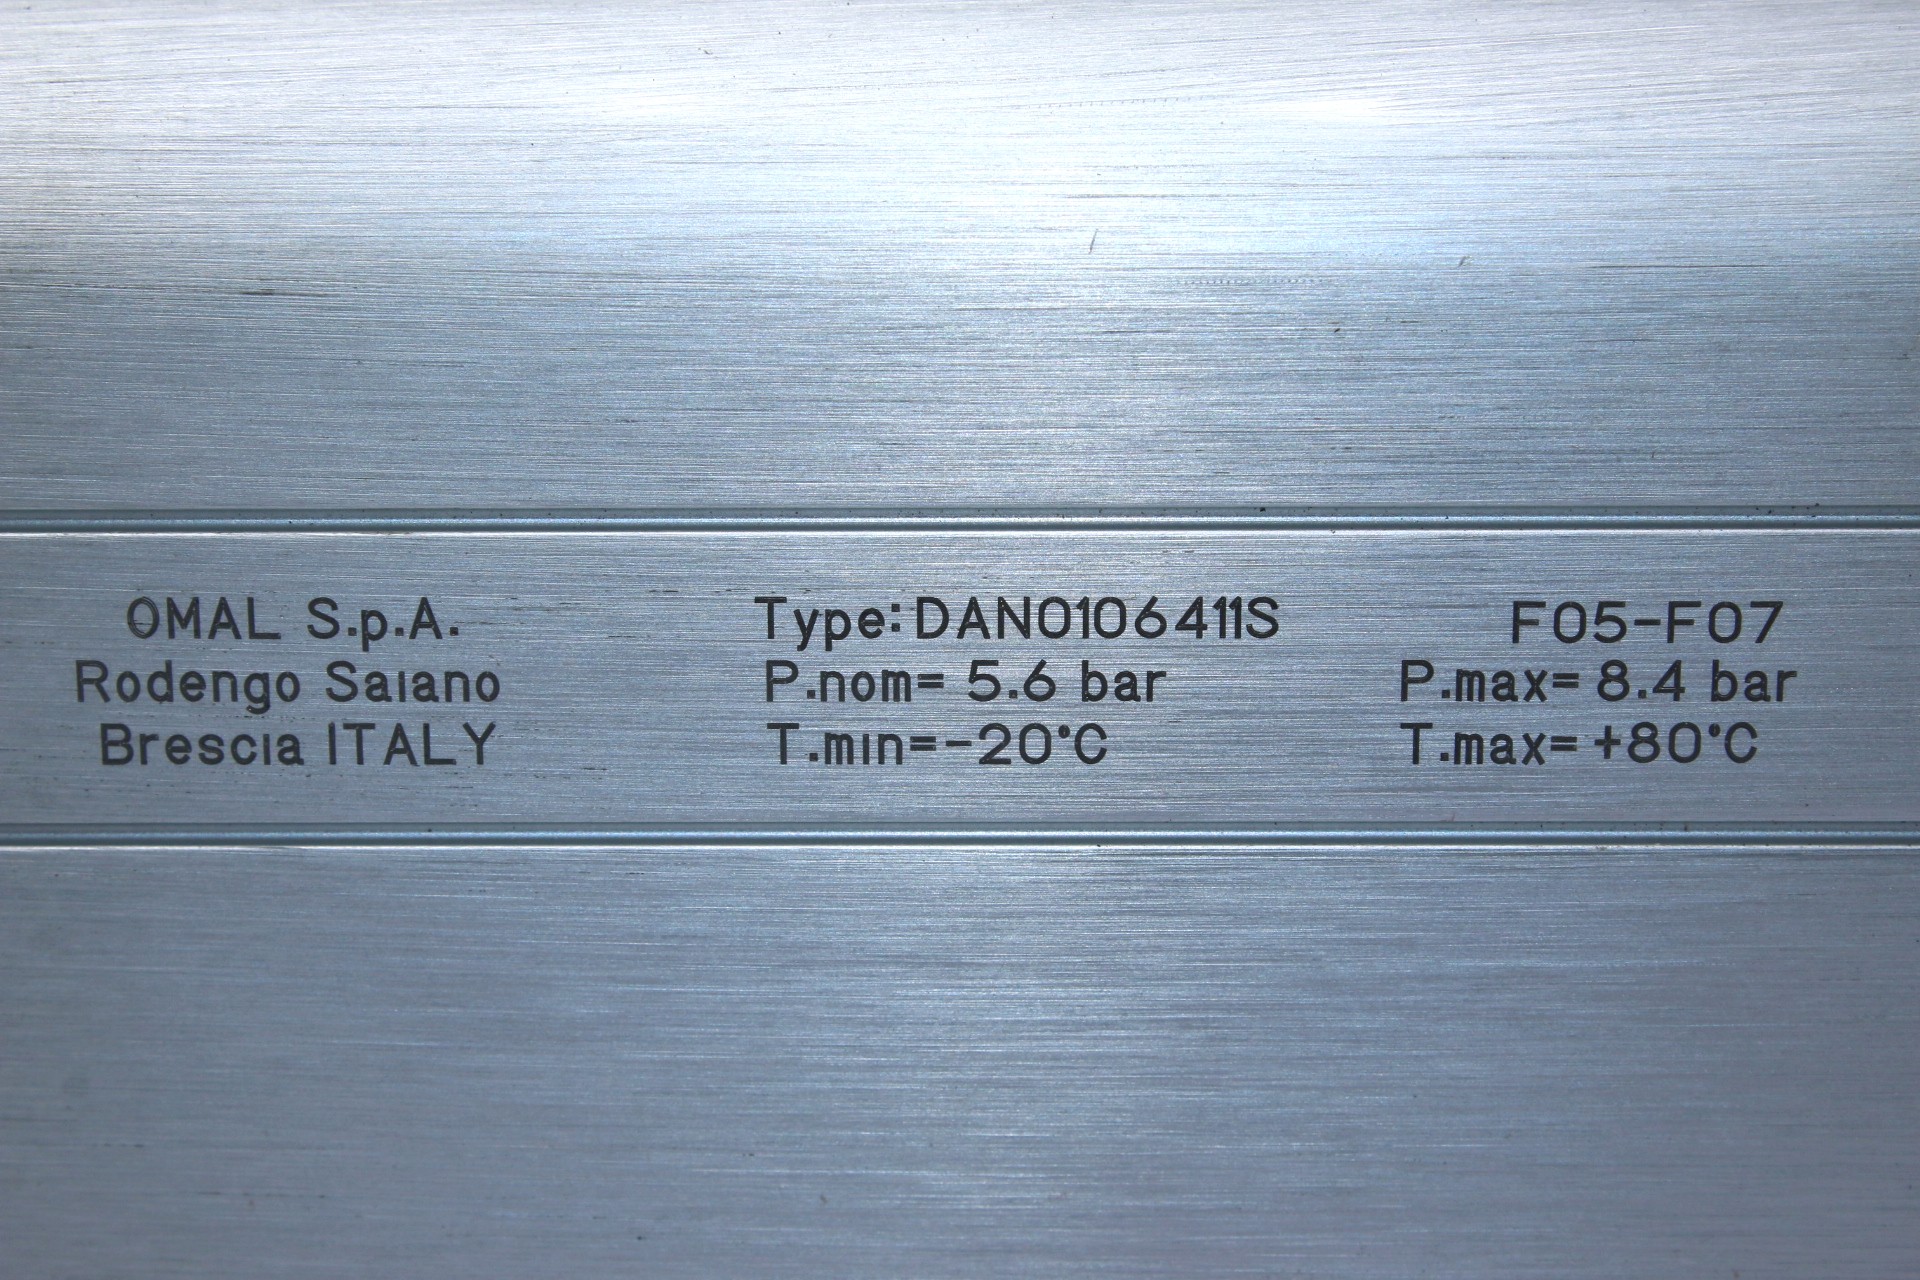 OMAL S.p.A.
Rodengo Saiano
Brescia ITALY
Type:DAN0106411S
P.nom= 5.6 bar
T.min=-20°C
F05-F07
P.max= 8.4 bar
T.max= +80°C